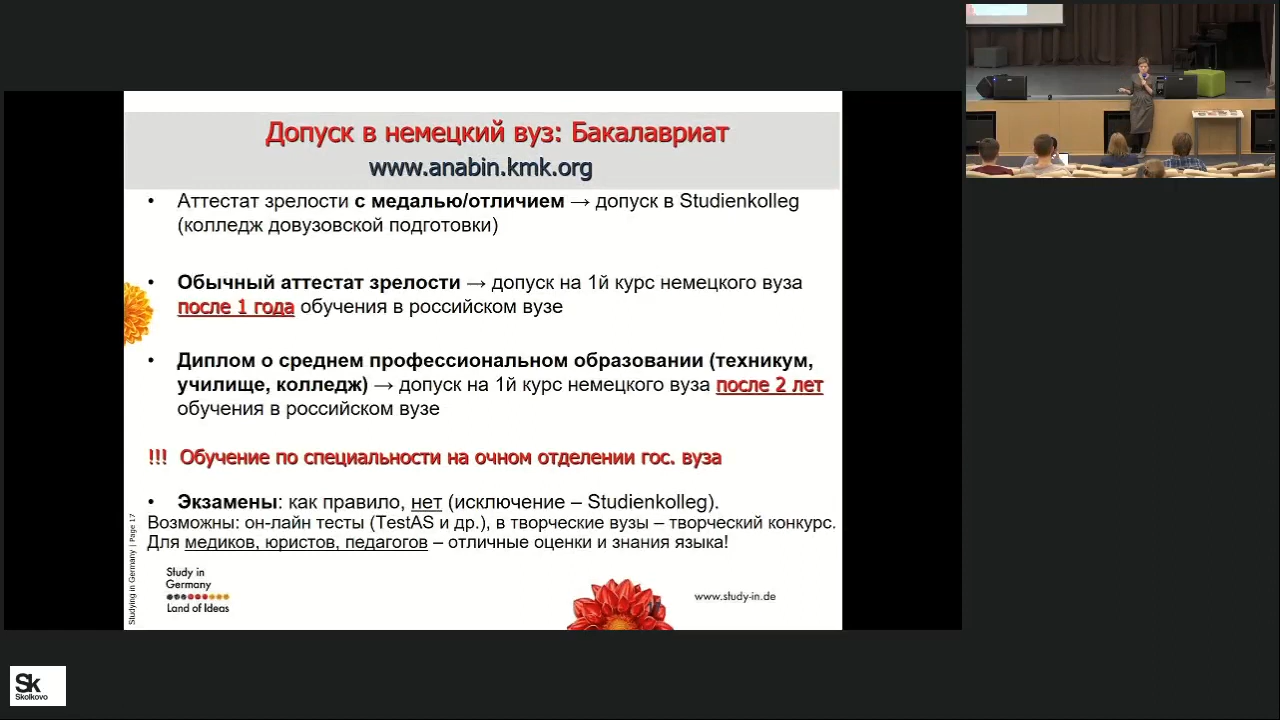 Допуск в немецкий вуз: Бакалавриат
www.anabin.kmk.org
• Аттестат зрелости с медалью/отличием → допуск в Studienkolleg
(колледж довузовской подготовки)
• Обычный аттестат зрелости → допуск на 1й курс немецкого вуза
после 1 года обучения в российском вузе
• Диплом о среднем профессиональном образовании (техникум,
училище, колледж) → допуск на 1й курс немецкого вуза после 2 лет
обучения в российском вузе
!!! Обучение по специальности на очном отделении гос. вуза
• Экзамены: как правило, нет (исключение – Studienkolleg).
Возможны: он-лайн тесты (TestAS и др.), в творческие вузы – творческий конкурс.
Для медиков, юристов, педагогов – отличные оценки и знания языка!
Studying in Germany | Page 17
Study in
Germany
Land of Ideas
www.study-in.de
Sk
Skolkovo